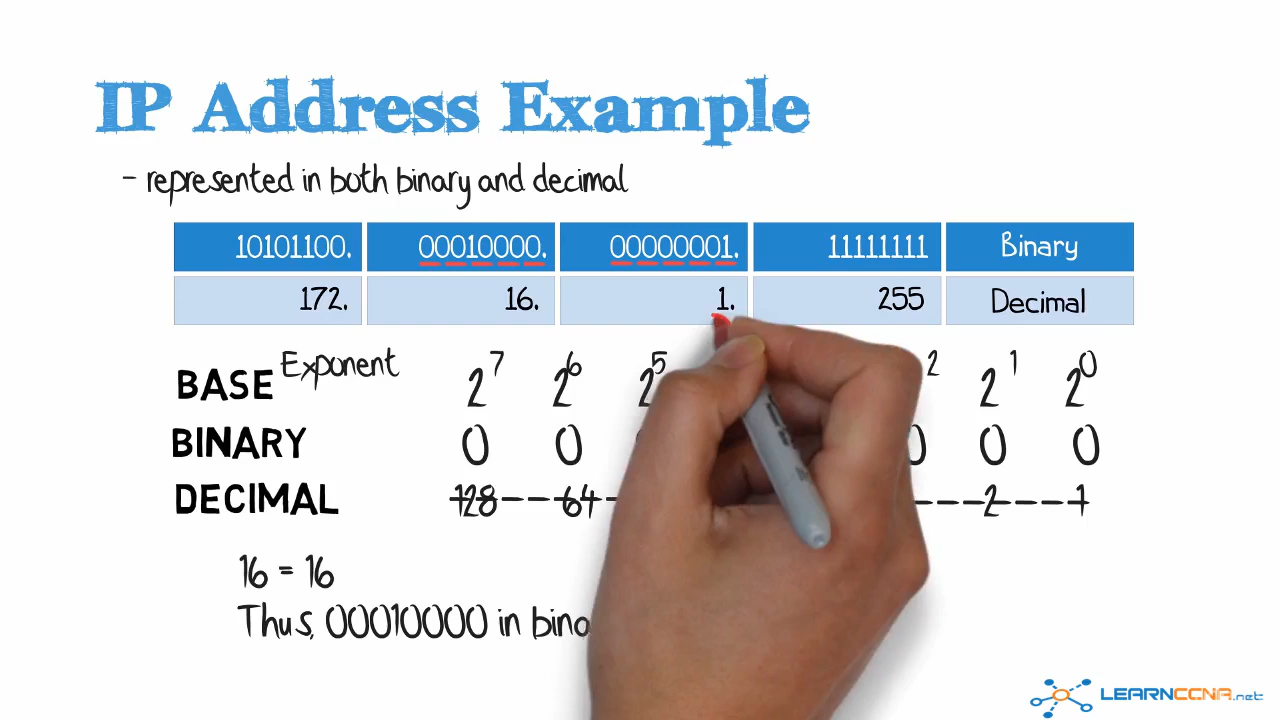 IP Address Example
- represented in both binary and decimal
10101100. 00010000. 00000001. 11111111 Binary
172. 16. 1. 255 Decimal
BASE Exponent 2^7 2^6 2^5 2 2^1 2^0
BINARY 0 0 0 0 0
DECIMAL 128 64 2 1
16 = 16
Thus, 00010000 in
LEARNCCNA.net